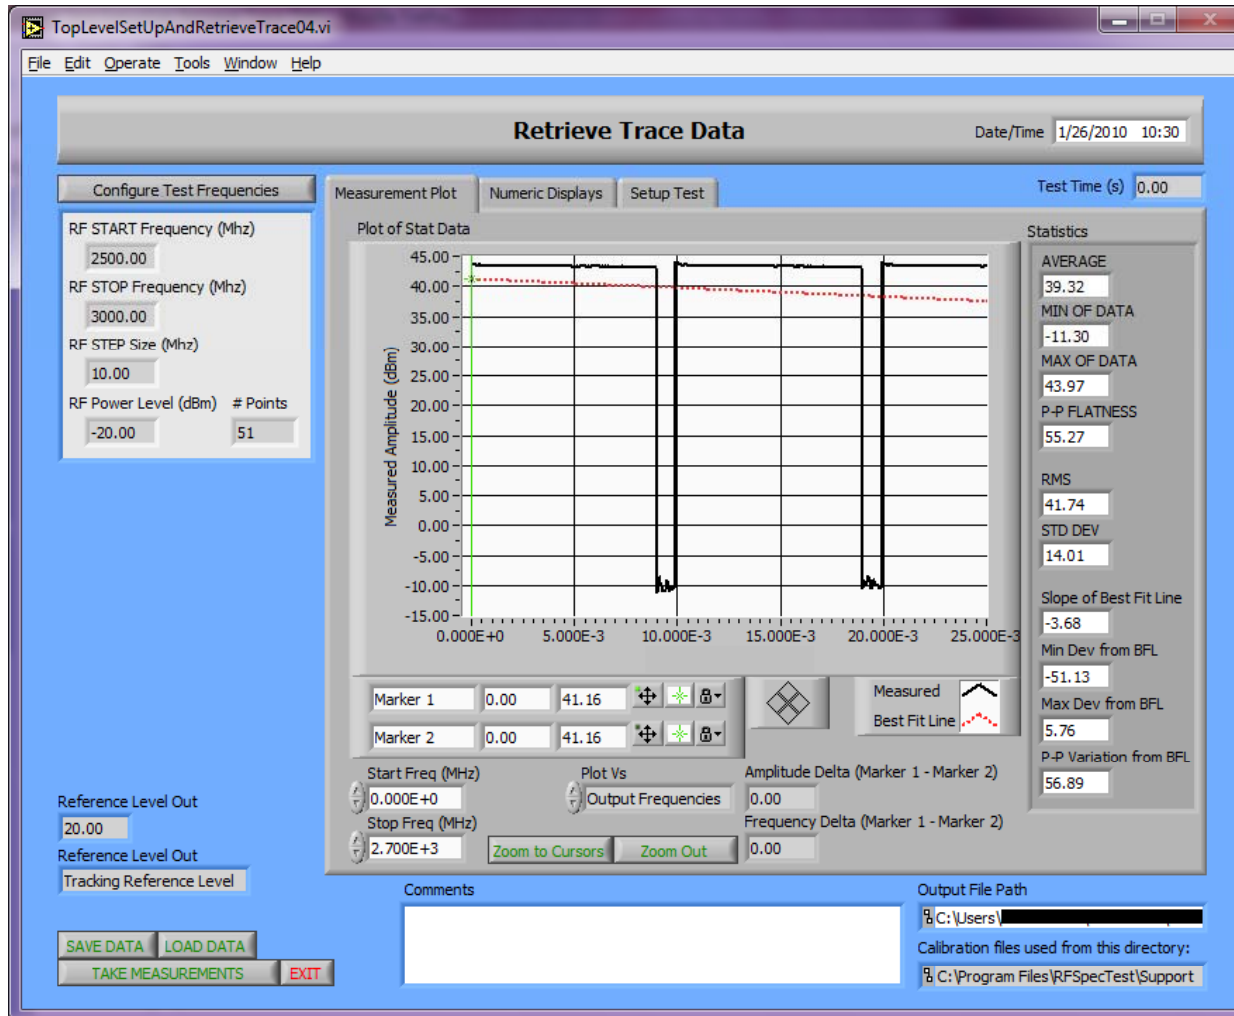 TopLevelSetUpAndRetrieveTrace04.vi
File Edit Operate Tools Window Help
Retrieve Trace Data
Date/Time 1/26/2010 10:30
Configure Test Frequencies
RF START Frequency (Mhz)
2500.00
RF STOP Frequency (Mhz)
3000.00
RF STEP Size (Mhz)
10.00
RF Power Level (dBm) # Points
-20.00 51
Measurement Plot Numeric Displays Setup Test
Test Time (s) 0.00
Plot of Stat Data
Measured Amplitude (dBm)
45.00
40.00
35.00
30.00
25.00
20.00
15.00
10.00
5.00
0.00
-5.00
-10.00
-15.00
0.000E+0 5.000E-3 10.000E-3 15.000E-3 20.000E-3 25.000E-3
Statistics
AVERAGE
39.32
MIN OF DATA
-11.30
MAX OF DATA
43.97
P-P FLATNESS
55.27
RMS
41.74
STD DEV
14.01
Slope of Best Fit Line
-3.68
Min Dev from BFL
-51.13
Max Dev from BFL
5.76
P-P Variation from BFL
56.89
Marker 1 0.00 41.16
Marker 2 0.00 41.16
Measured
Best Fit Line
Start Freq (MHz)
0.000E+0
Stop Freq (MHz)
2.700E+3
Plot Vs
Output Frequencies
Zoom to Cursors Zoom Out
Amplitude Delta (Marker 1 - Marker 2)
0.00
Frequency Delta (Marker 1 - Marker 2)
0.00
Reference Level Out
20.00
Reference Level Out
Tracking Reference Level
SAVE DATA LOAD DATA
TAKE MEASUREMENTS EXIT
Comments
Output File Path
C:\Users\
Calibration files used from this directory:
C:\Program Files\RFSpecTest\Support